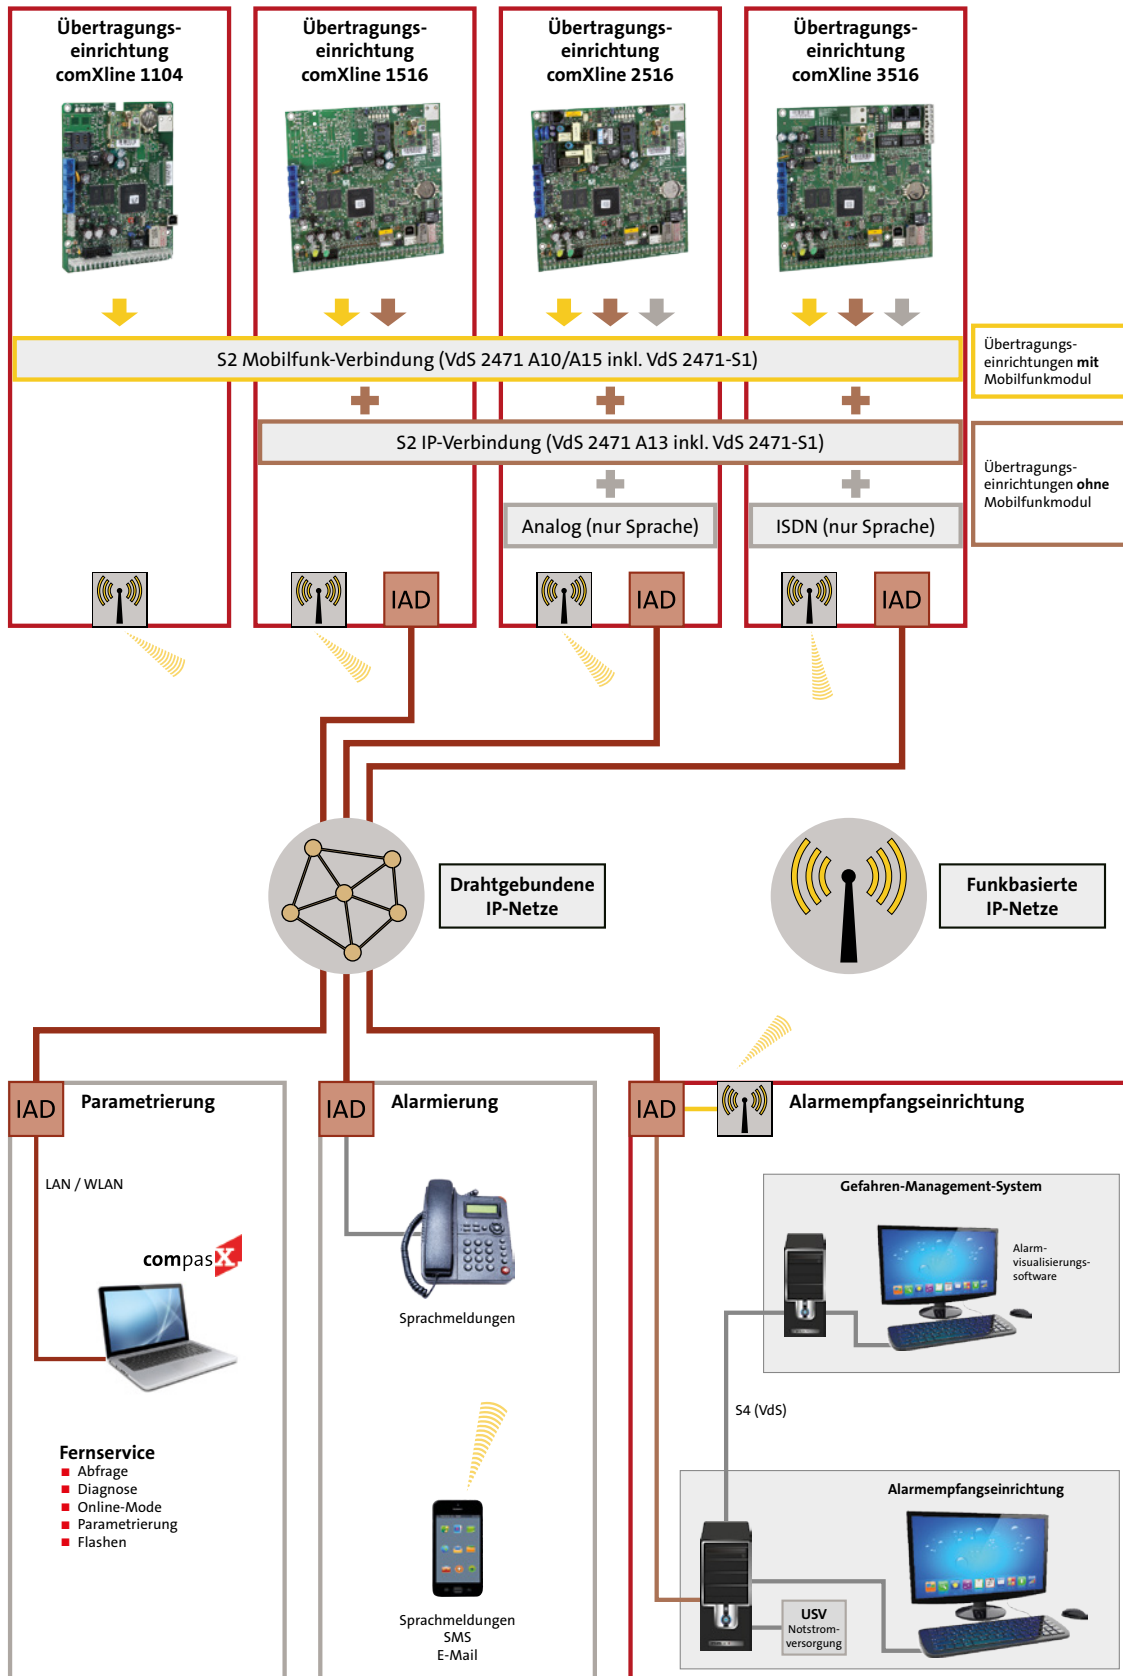 Übertragungs-
einrichtung
comXline 1104
Übertragungs-
einrichtung
comXline 1516
Übertragungs-
einrichtung
comXline 2516
Übertragungs-
einrichtung
comXline 3516
S2 Mobilfunk-Verbindung (VdS 2471 A10/A15 inkl. VdS 2471-S1)
Übertragungs-
einrichtungen mit
Mobilfunkmodul
S2 IP-Verbindung (VdS 2471 A13 inkl. VdS 2471-S1)
Übertragungs-
einrichtungen ohne
Mobilfunkmodul
Analog (nur Sprache)
ISDN (nur Sprache)
IAD
IAD
IAD
Drahtgebundene
IP-Netze
Funkbasierte
IP-Netze
IAD
Parametrierung
IAD
Alarmierung
IAD
Alarmempfangseinrichtung
LAN / WLAN
compasX
Fernservice
Abfrage
Diagnose
Online-Mode
Parametrierung
Flashen
Sprachmeldungen
Sprachmeldungen
SMS
E-Mail
Gefahren-Management-System
Alarm-
visualisierungs-
software
S4 (VdS)
Alarmempfangseinrichtung
USV
Notstrom-
versorgung